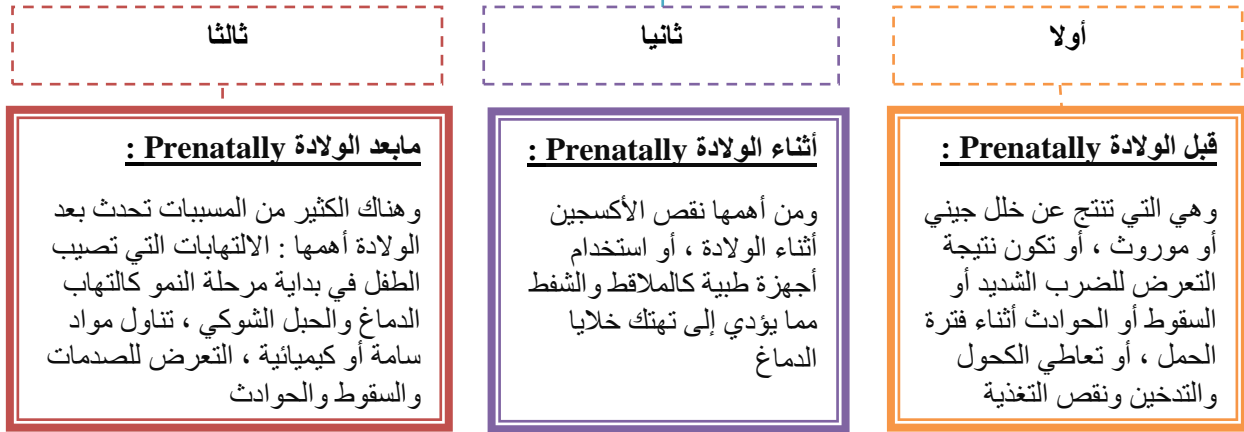 أولا
قبل الولادة Prenatally :
وهي التي تنتج عن خلل جيني
أو موروث ، أو تكون نتيجة
التعرض للضرب الشديد أو
السقوط أو الحوادث أثناء فترة
الحمل ، أو تعاطي الكحول
والتدخين ونقص التغذية
ثانيا
أثناء الولادة Prenatally :
ومن أهمها نقص الأكسجين
أثناء الولادة ، أو استخدام
أجهزة طبية كالملاقط والشفط
مما يؤدي إلى تهتك خلايا
الدماغ
ثالثا
مابعد الولادة Prenatally :
وهناك الكثير من المسببات تحدث بعد
الولادة أهمها : الالتهابات التي تصيب
الطفل في بداية مرحلة النمو كالتهاب
الدماغ والحبل الشوكي ، تناول مواد
سامة أو كيميائية ، التعرض للصدمات
والسقوط والحوادث